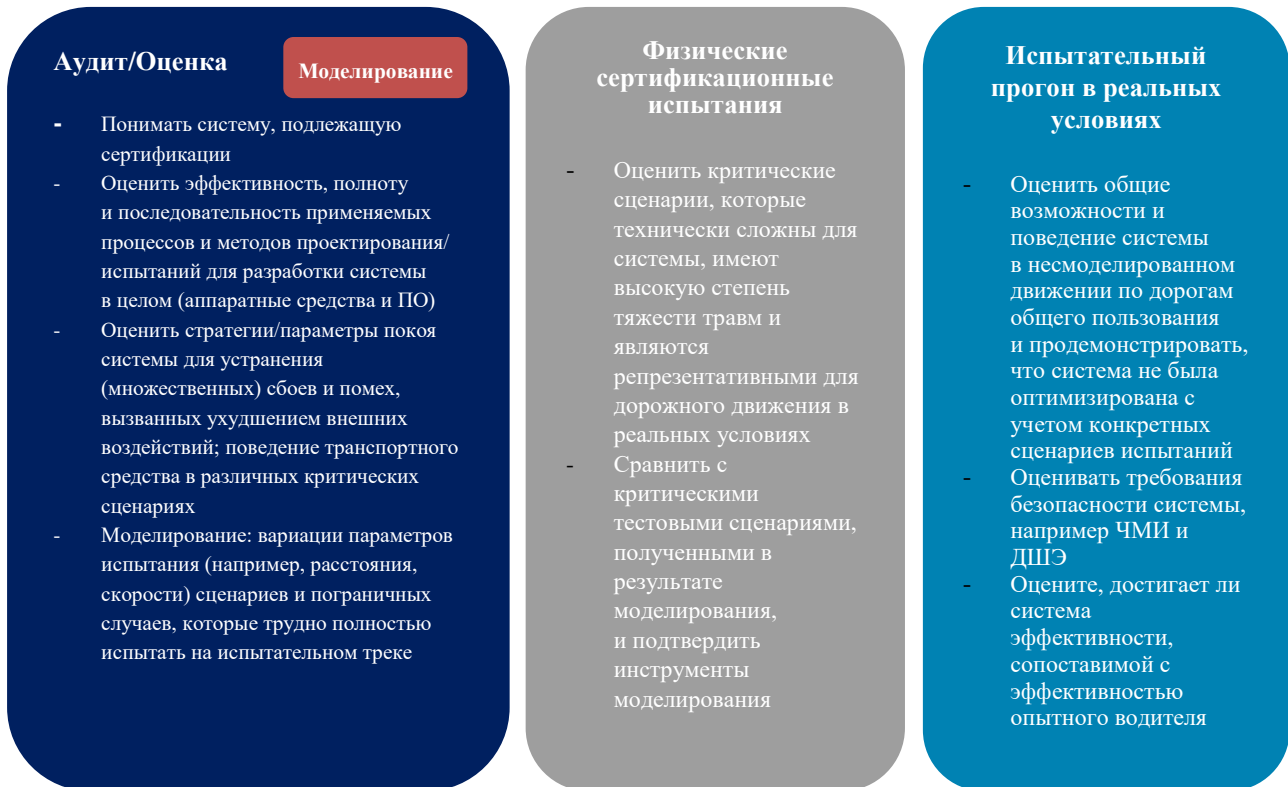 Аудит/Оценка
Моделирование
- Понимать систему, подлежащую
сертификации
- Оценить эффективность, полноту
и последовательность применяемых
процессов и методов проектирования/
испытаний для разработки системы
в целом (аппаратные средства и ПО)
- Оценить стратегии/параметры покоя
системы для устранения
(множественных) сбоев и помех,
вызванных ухудшением внешних
воздействий; поведение транспортного
средства в различных критических
сценариях
- Моделирование: вариации параметров
испытания (например, расстояния,
скорости) сценариев и пограничных
случаев, которые трудно полностью
испытать на испытательном треке
Физические
сертификационные
испытания
- Оценить критические
сценарии, которые
технически сложны для
системы, имеют
высокую степень
тяжести травм и
являются
репрезентативными для
дорожного движения в
реальных условиях
- Сравнить с
критическими
тестовыми сценариями,
полученными в
результате
моделирования,
и подтвердить
инструменты
моделирования
Испытательный
прогон в реальных
условиях
- Оценить общие
возможности и
поведение системы
в несмоделированном
движении по дорогам
общего пользования
и продемонстрировать,
что система не была
оптимизирована с
учетом конкретных
сценариев испытаний
- Оценивать требования
безопасности системы,
например ЧМИ и
ДШЭ
- Оцените, достигает ли
система
эффективности,
сопоставимой с
эффективностью
опытного водителя